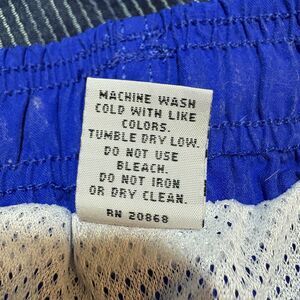 MACHINE WASH
COLD WITH LIKE
COLORS.
TUMBLE DRY LOW.
DO NOT USE
BLEACH.
DO NOT IRON
OR DRY CLEAN.
RN 20868